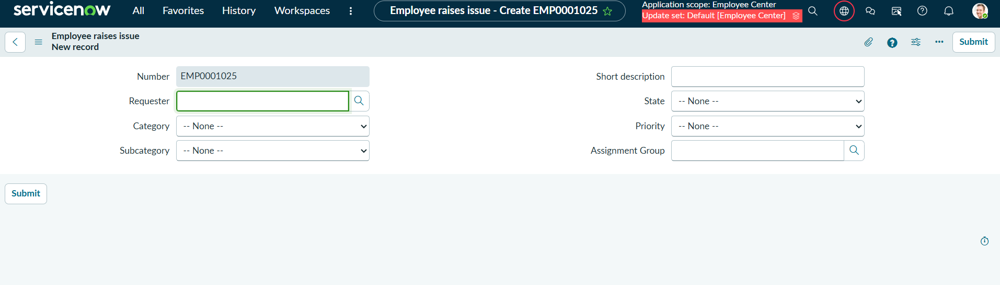 servicenow
All
Favorites
History
Workspaces
Employee raises issue - Create EMP0001025
Application scope: Employee Center
Update set: Default [Employee Center]
Employee raises issue
New record
Submit
Number
EMP0001025
Short description
Requester
State
-- None --
Category
-- None --
Priority
-- None --
Subcategory
-- None --
Assignment Group
Submit